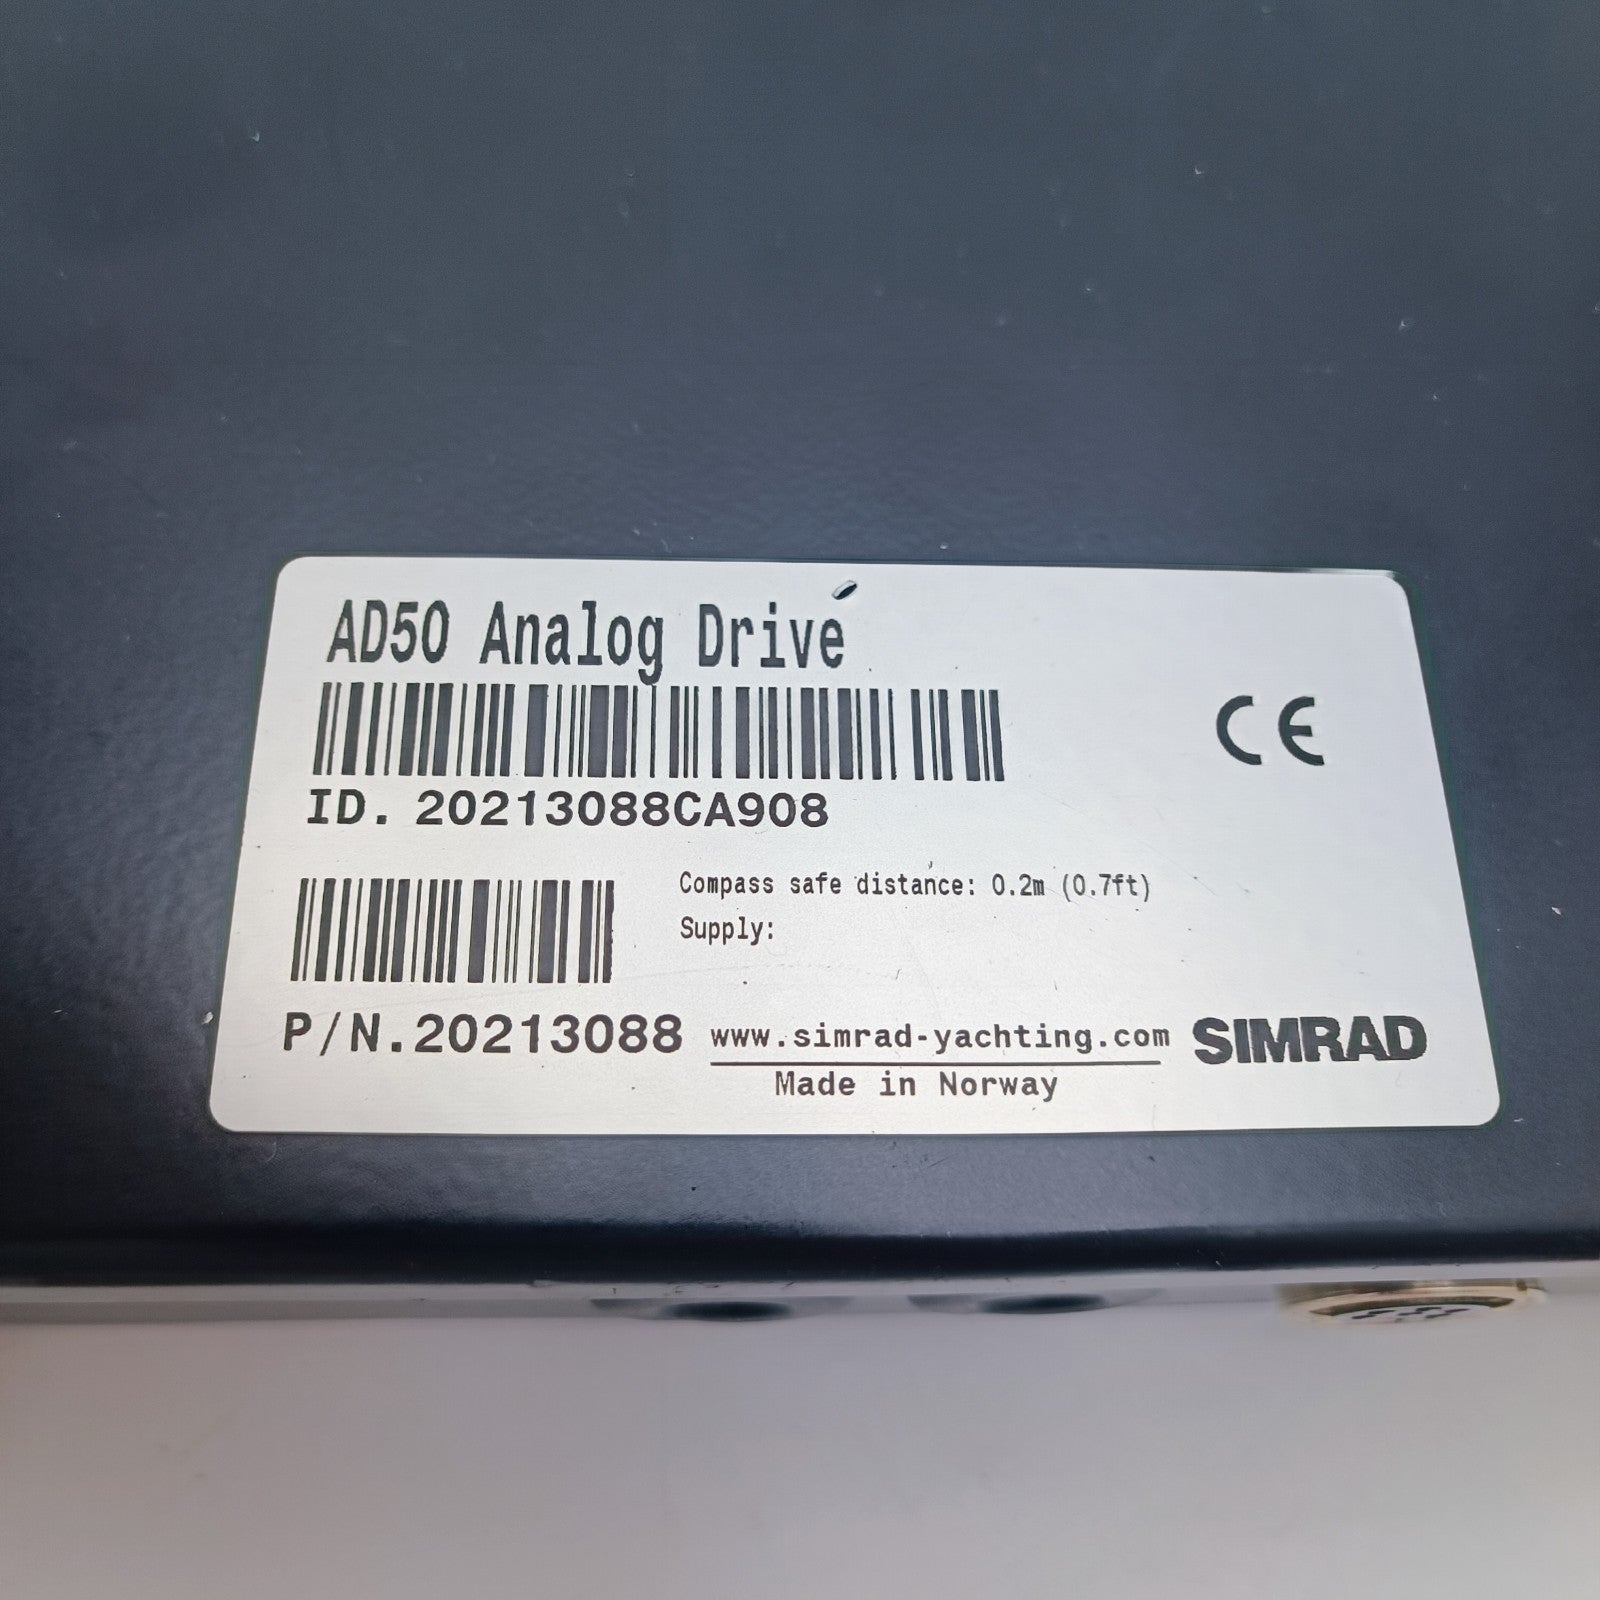 AD50 Analog Drive
CE
ID. 20213088CA908
Compass safe distance: 0.2m (0.7ft)
Supply:
P/N.20213088
www.simrad-yachting.com
SIMRAD
Made in Norway